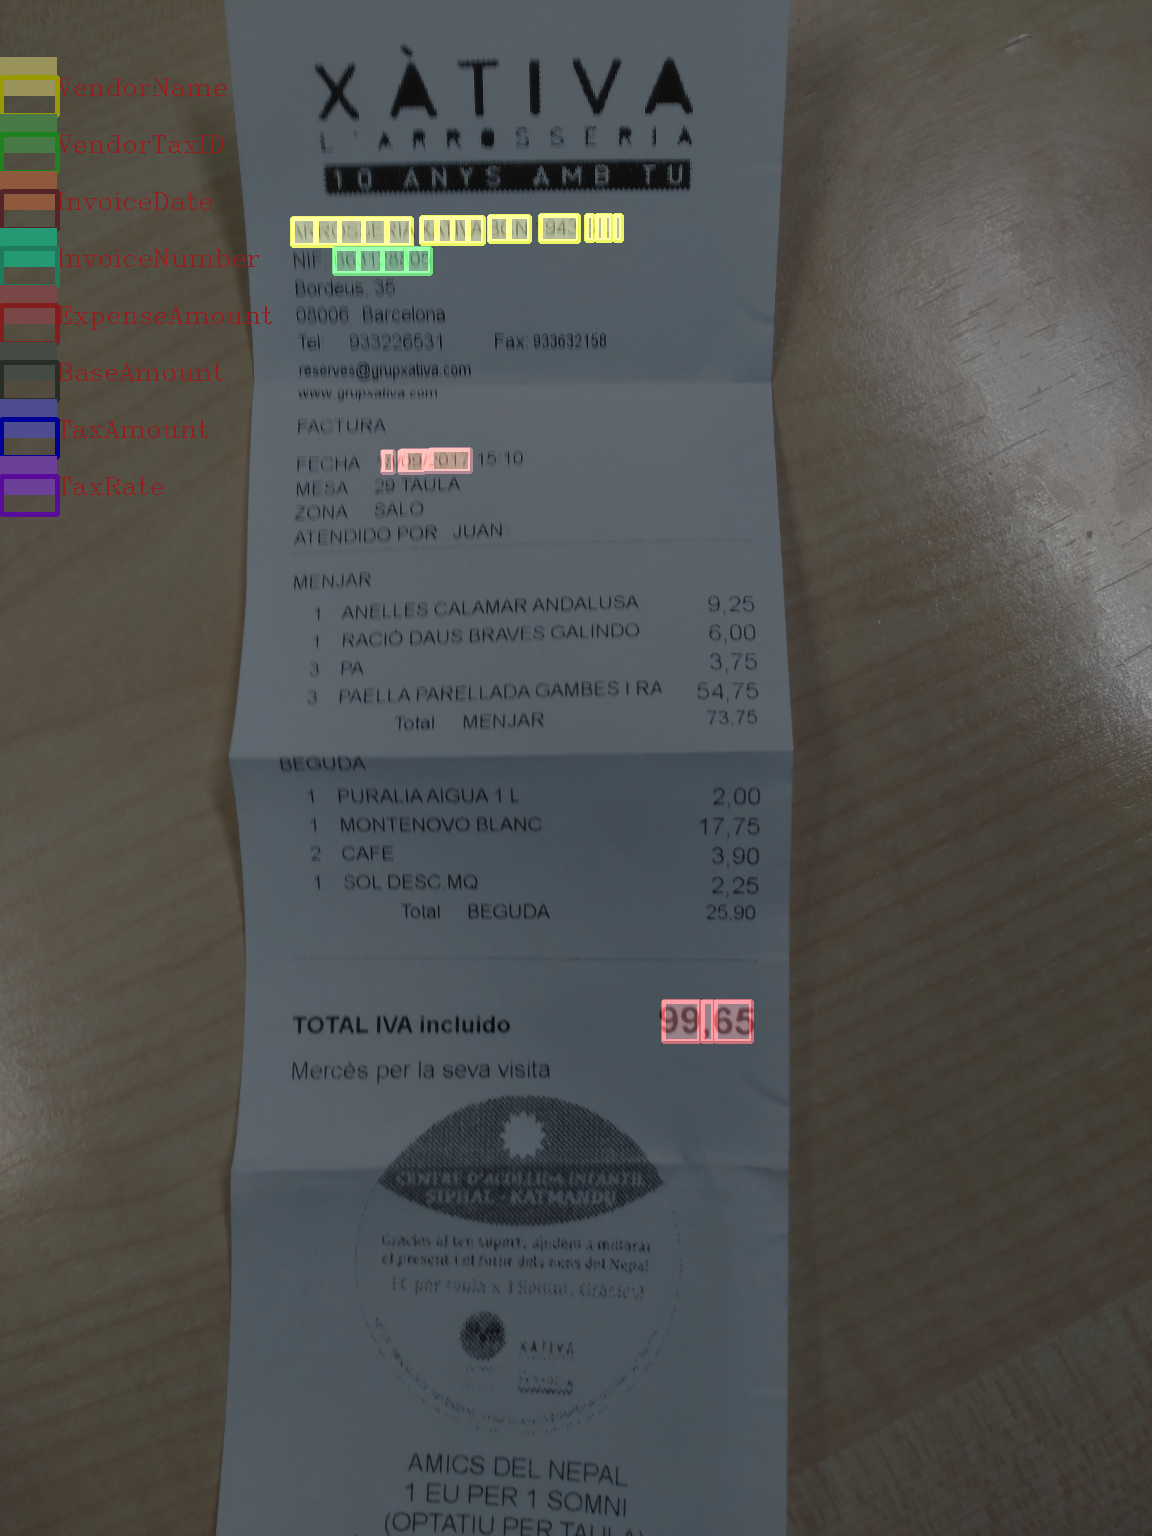 XÀTIVA
L'ARROSSERIA
10 ANYS AMB TU
ARROSSERIA XATIVA BCN 943
NIF:
Bordeus, 35
08006 Barcelona
Tel 933226531 Fax: 933632158
reserves@grupxativa.com
www.grupxativa.com
FACTURA
FECHA /09/2017 15:10
MESA 29 TAULA
ZONA SALO
ATENDIDO POR JUAN
MENJAR
1 ANELLES CALAMAR ANDALUSA 9,25
1 RACIÓ DAUS BRAVES GALINDO 6,00
3 PA 3,75
3 PAELLA PARELLADA GAMBES I RA 54,75
Total MENJAR 73,75
BEGUDA
1 PURALIA AIGUA 1 L 2,00
1 MONTENOVO BLANC 17,75
2 CAFE 3,90
1 SOL DESC.MQ 2,25
Total BEGUDA 25,90
TOTAL IVA incluido 99,65
Mercès per la seva visita
CENTRE D'ACOLLIDA INFANTIL
SIPHAL - KATMANDU
Gràcies al teu suport, ajudem a millorar
el present i el futur dels nens del Nepal.
1€ per taula x 1 Somni. Gràcies!
XATIVA
AMICS DEL NEPAL
1 EU PER 1 SOMNI
(OPTATIU PER TAULA)
VendorName
VendorTaxID
InvoiceDate
InvoiceNumber
ExpenseAmount
BaseAmount
TaxAmount
TaxRate